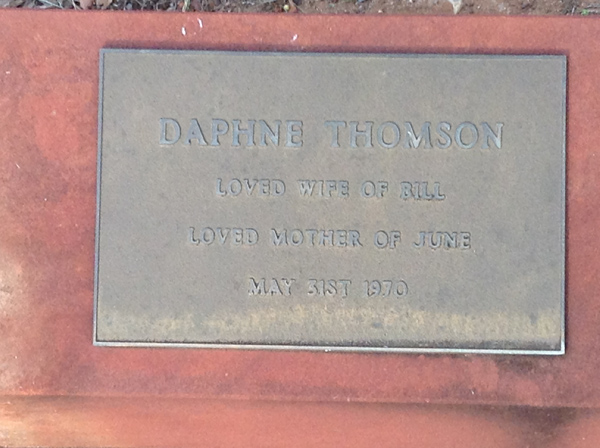 DAPHNE THOMSON
LOVED WIFE OF BILL
LOVED MOTHER OF JUNE
MAY 31ST 1970